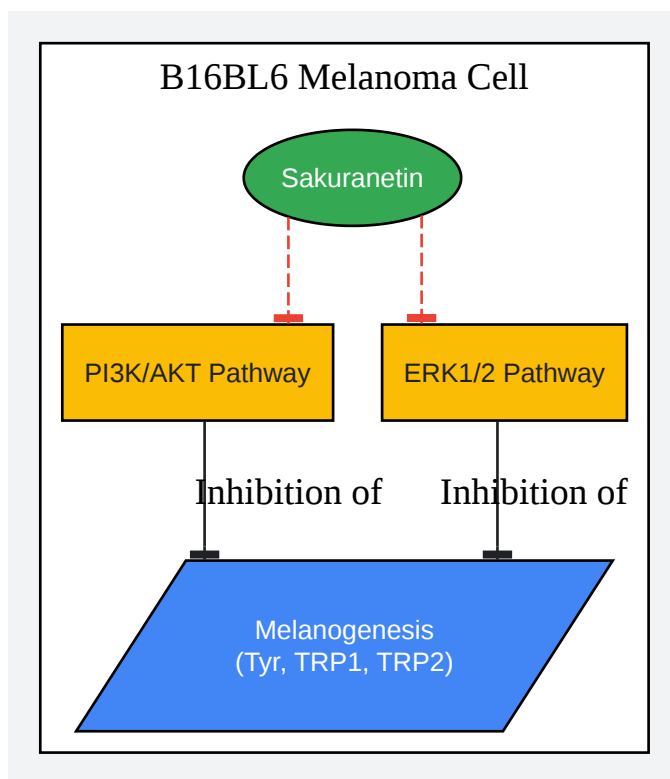 B16BL6 Melanoma Cell
Sakuranetin
PI3K/AKT Pathway
ERK1/2 Pathway
Inhibition of
Inhibition of
Melanogenesis
(Tyr, TRP1, TRP2)